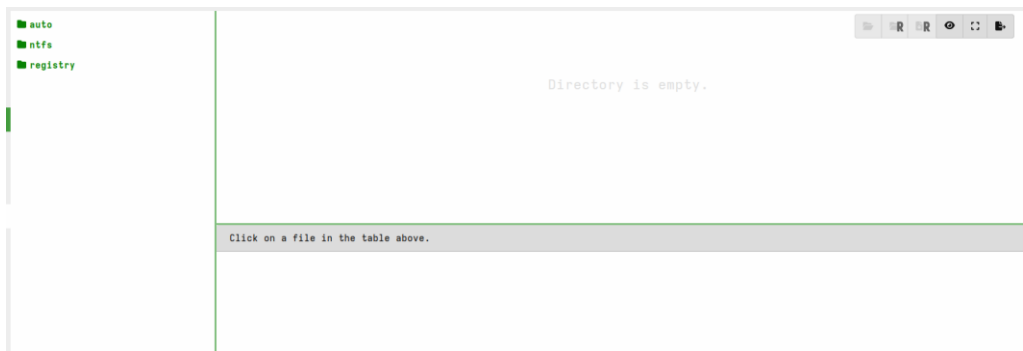 auto
ntfs
registry
R R
Directory is empty.
Click on a file in the table above.